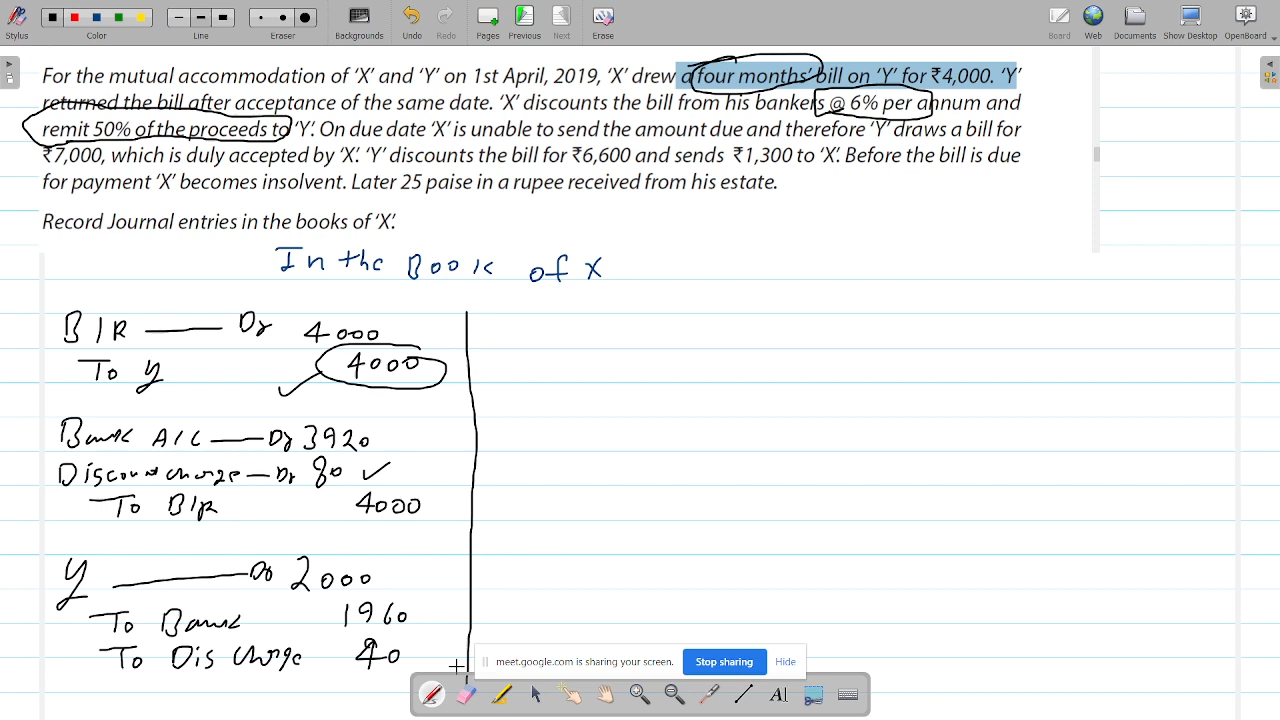 Stylus
Color
Line
Eraser
Backgrounds
Undo
Redo
Pages
Previous
Next
Erase
Board
Web
Documents
Show Desktop
OpenBoard
For the mutual accommodation of 'X' and 'Y' on 1st April, 2019, 'X' drew a four months' bill on 'Y' for ₹4,000. 'Y'
returned the bill after acceptance of the same date. 'X' discounts the bill from his bankers @ 6% per annum and
remit 50% of the proceeds to 'Y'. On due date 'X' is unable to send the amount due and therefore 'Y' draws a bill for
₹7,000, which is duly accepted by 'X'. 'Y' discounts the bill for ₹6,600 and sends ₹1,300 to 'X'. Before the bill is due
for payment 'X' becomes insolvent. Later 25 paise in a rupee received from his estate.
Record Journal entries in the books of 'X'.
In the Book of X
B/R — Dr 4000
To Y 4000
Bank A/C — Dr 3920
Discount charge — Dr 80
To B/R 4000
Y — Dr 2000
To Bank 1960
To Dis charge 40
meet.google.com is sharing your screen.
Stop sharing
Hide
AI